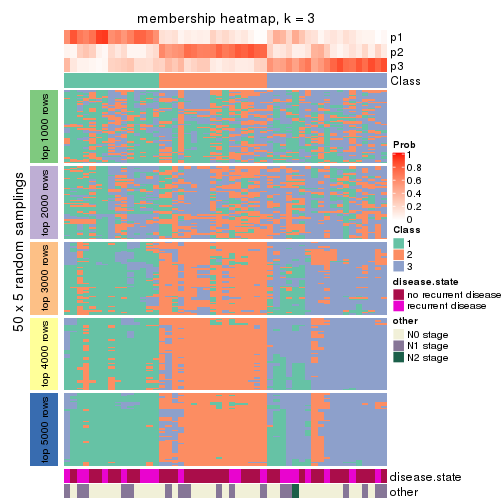 membership heatmap, k = 3
p1
p2
p3
Class
50 x 5 random samplings
top 1000 rows
top 2000 rows
top 3000 rows
top 4000 rows
top 5000 rows
Prob
1
0.8
0.6
0.4
0.2
0
Class
1
2
3
disease.state
no recurrent disease
recurrent disease
other
N0 stage
N1 stage
N2 stage
disease.state
other